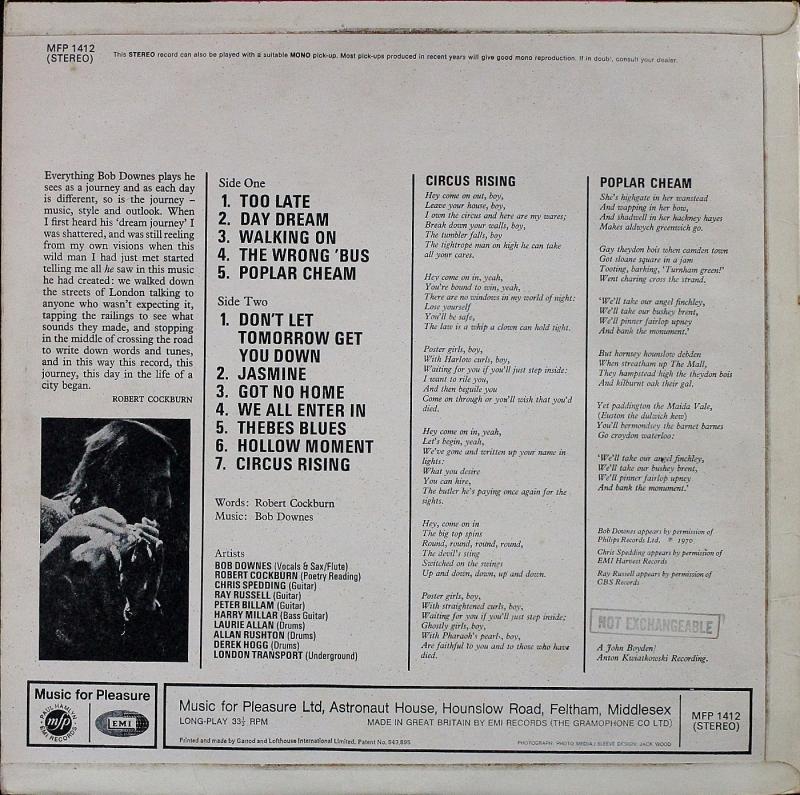 MFP 1412
(STEREO)
This STEREO record can also be played with a suitable MONO pick-up. Most pick-ups produced in recent years will give good mono reproduction. If in doubt, consult your dealer.
Everything Bob Downes plays he
sees as a journey and as each day
is different, so is the journey –
music, style and outlook. When
I first heard his 'dream journey' I
was shattered, and was still reeling
from my own visions when this
wild man I had just met started
telling me all he saw in this music
he had created: we walked down
the streets of London talking to
anyone who wasn't expecting it,
tapping the railings to see what
sounds they made, and stopping
in the middle of crossing the road
to write down words and tunes,
and in this way this record, this
journey, this day in the life of a
city began.
ROBERT COCKBURN
Side One
1. TOO LATE
2. DAY DREAM
3. WALKING ON
4. THE WRONG 'BUS
5. POPLAR CHEAM
Side Two
1. DON'T LET
TOMORROW GET
YOU DOWN
2. JASMINE
3. GOT NO HOME
4. WE ALL ENTER IN
5. THEBES BLUES
6. HOLLOW MOMENT
7. CIRCUS RISING
Words: Robert Cockburn
Music: Bob Downes
Artists
BOB DOWNES (Vocals & Sax/Flute)
ROBERT COCKBURN (Poetry Reading)
CHRIS SPEDDING (Guitar)
RAY RUSSELL (Guitar)
PETER BILLAM (Guitar)
HARRY MILLAR (Bass Guitar)
LAURIE ALLAN (Drums)
ALLAN RUSHTON (Drums)
DEREK HOGG (Drums)
LONDON TRANSPORT (Underground)
CIRCUS RISING
Hey come on out, boy,
Leave your house, boy,
I own the circus and here are my wares;
Break down your walls, boy,
The tumbler falls, boy
The tightrope man on high he can take
all your cares.
Hey come on in, yeah,
You're bound to win, yeah,
There are no windows in my world of night:
Lose yourself
You'll be safe,
The law is a whip a clown can hold tight.
Poster girls, boy,
With Harlow curls, boy,
Waiting for you if you'll just step inside:
I want to rile you,
And then beguile you
Come on through or you'll wish that you'd
died.
Hey come on in, yeah,
Let's begin, yeah,
We've gone and written up your name in
lights:
What you desire
You can hire,
The butler he's paying once again for the
sights.
Hey, come on in
The big top spins
Round, round, round, round,
The devil's sting
Switched on the swings
Up and down, down, up and down.
Poster girls, boy,
With straightened curls, boy,
Waiting for you if you'll just step inside;
Ghostly girls, boy,
With Pharaoh's pearls, boy,
Are faithful to you and to those who have
died.
POPLAR CHEAM
She's highgate in her wanstead
And wapping in her bow,
And shadwell in her hackney hayes
Makes aldwych greenwich go.
Gay theydon bois when camden town
Got sloane square in a jam
Tooting, barking, 'Turnham green!'
Went charing cross the strand.
'We'll take our angel finchley,
We'll take our bushey brent,
We'll pinner fairlop upney
And bank the monument.'
But hornsey hounslow debden
When streatham up The Mall,
They hampstead high the theydon bois
And kilburnt oak their gal.
Yet paddington the Maida Vale,
(Euston the dulwich kew)
You'll bermondsey the barnet barnes
Go croydon waterloo:
'We'll take our angel finchley,
We'll take our bushey brent,
We'll pinner fairlop upney
And bank the monument.'
Bob Downes appears by permission of
Philips Records Ltd. ℗ 1970
Chris Spedding appears by permission of
EMI Harvest Records
Ray Russell appears by permission of
CBS Records
NOT EXCHANGEABLE
A John Boyden/
Anton Kwiatkowski Recording.
Music for Pleasure
PAUL HAMLYN
mfp
EMI RECORDS
EMI
Music for Pleasure Ltd, Astronaut House, Hounslow Road, Feltham, Middlesex
LONG-PLAY 33⅓ RPM
MADE IN GREAT BRITAIN BY EMI RECORDS (THE GRAMOPHONE CO LTD)
Printed and made by Garrod and Lofthouse International Limited. Patent No. 943,895
PHOTOGRAPH: PHOTO MEDIA / SLEEVE DESIGN: JACK WOOD
MFP 1412
(STEREO)